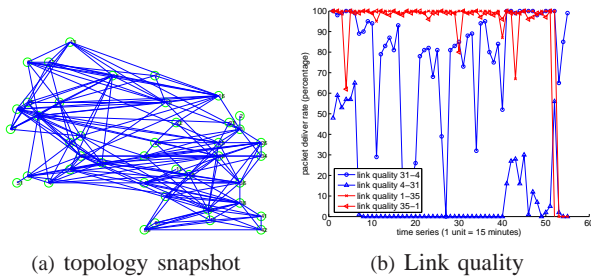 packet deliver rate (percentage)
100
90
80
70
60
50
40
30
20
10
0
link quality 31−4
link quality 4−31
link quality 1−35
link quality 35−1
0 10 20 30 40 50 60
time series (1 unit = 15 minutes)
(a) topology snapshot
(b) Link quality